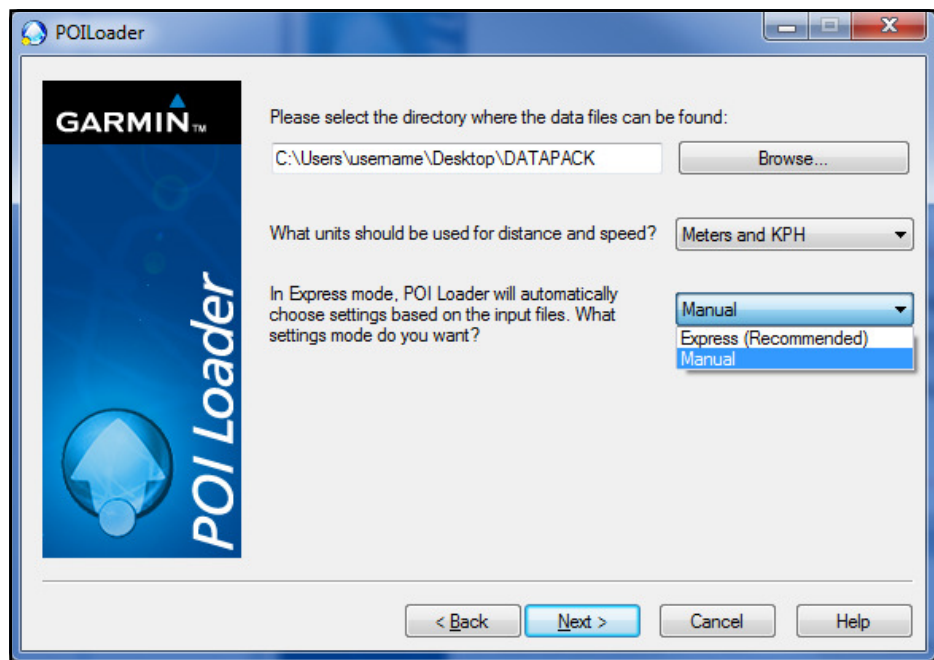 POILoader
GARMIN™
POI Loader
Please select the directory where the data files can be found:
C:\Users\username\Desktop\DATAPACK
Browse...
What units should be used for distance and speed?
Meters and KPH
In Express mode, POI Loader will automatically
choose settings based on the input files. What
settings mode do you want?
Manual
Express (Recommended)
Manual
< Back
Next >
Cancel
Help